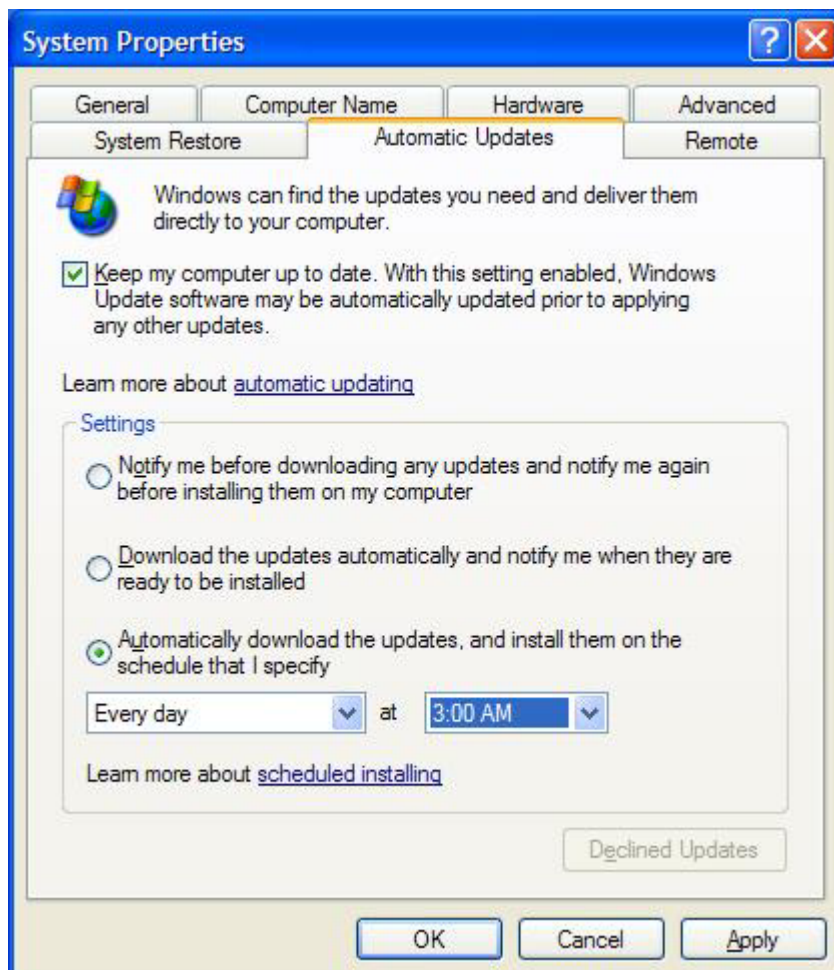 System Properties
?
General Computer Name Hardware Advanced
System Restore Automatic Updates Remote
Windows can find the updates you need and deliver them
directly to your computer.
Keep my computer up to date. With this setting enabled, Windows
Update software may be automatically updated prior to applying
any other updates.
Learn more about automatic updating
Settings
Notify me before downloading any updates and notify me again
before installing them on my computer
Download the updates automatically and notify me when they are
ready to be installed
Automatically download the updates, and install them on the
schedule that I specify
Every day at 3:00 AM
Learn more about scheduled installing
Declined Updates
OK Cancel Apply